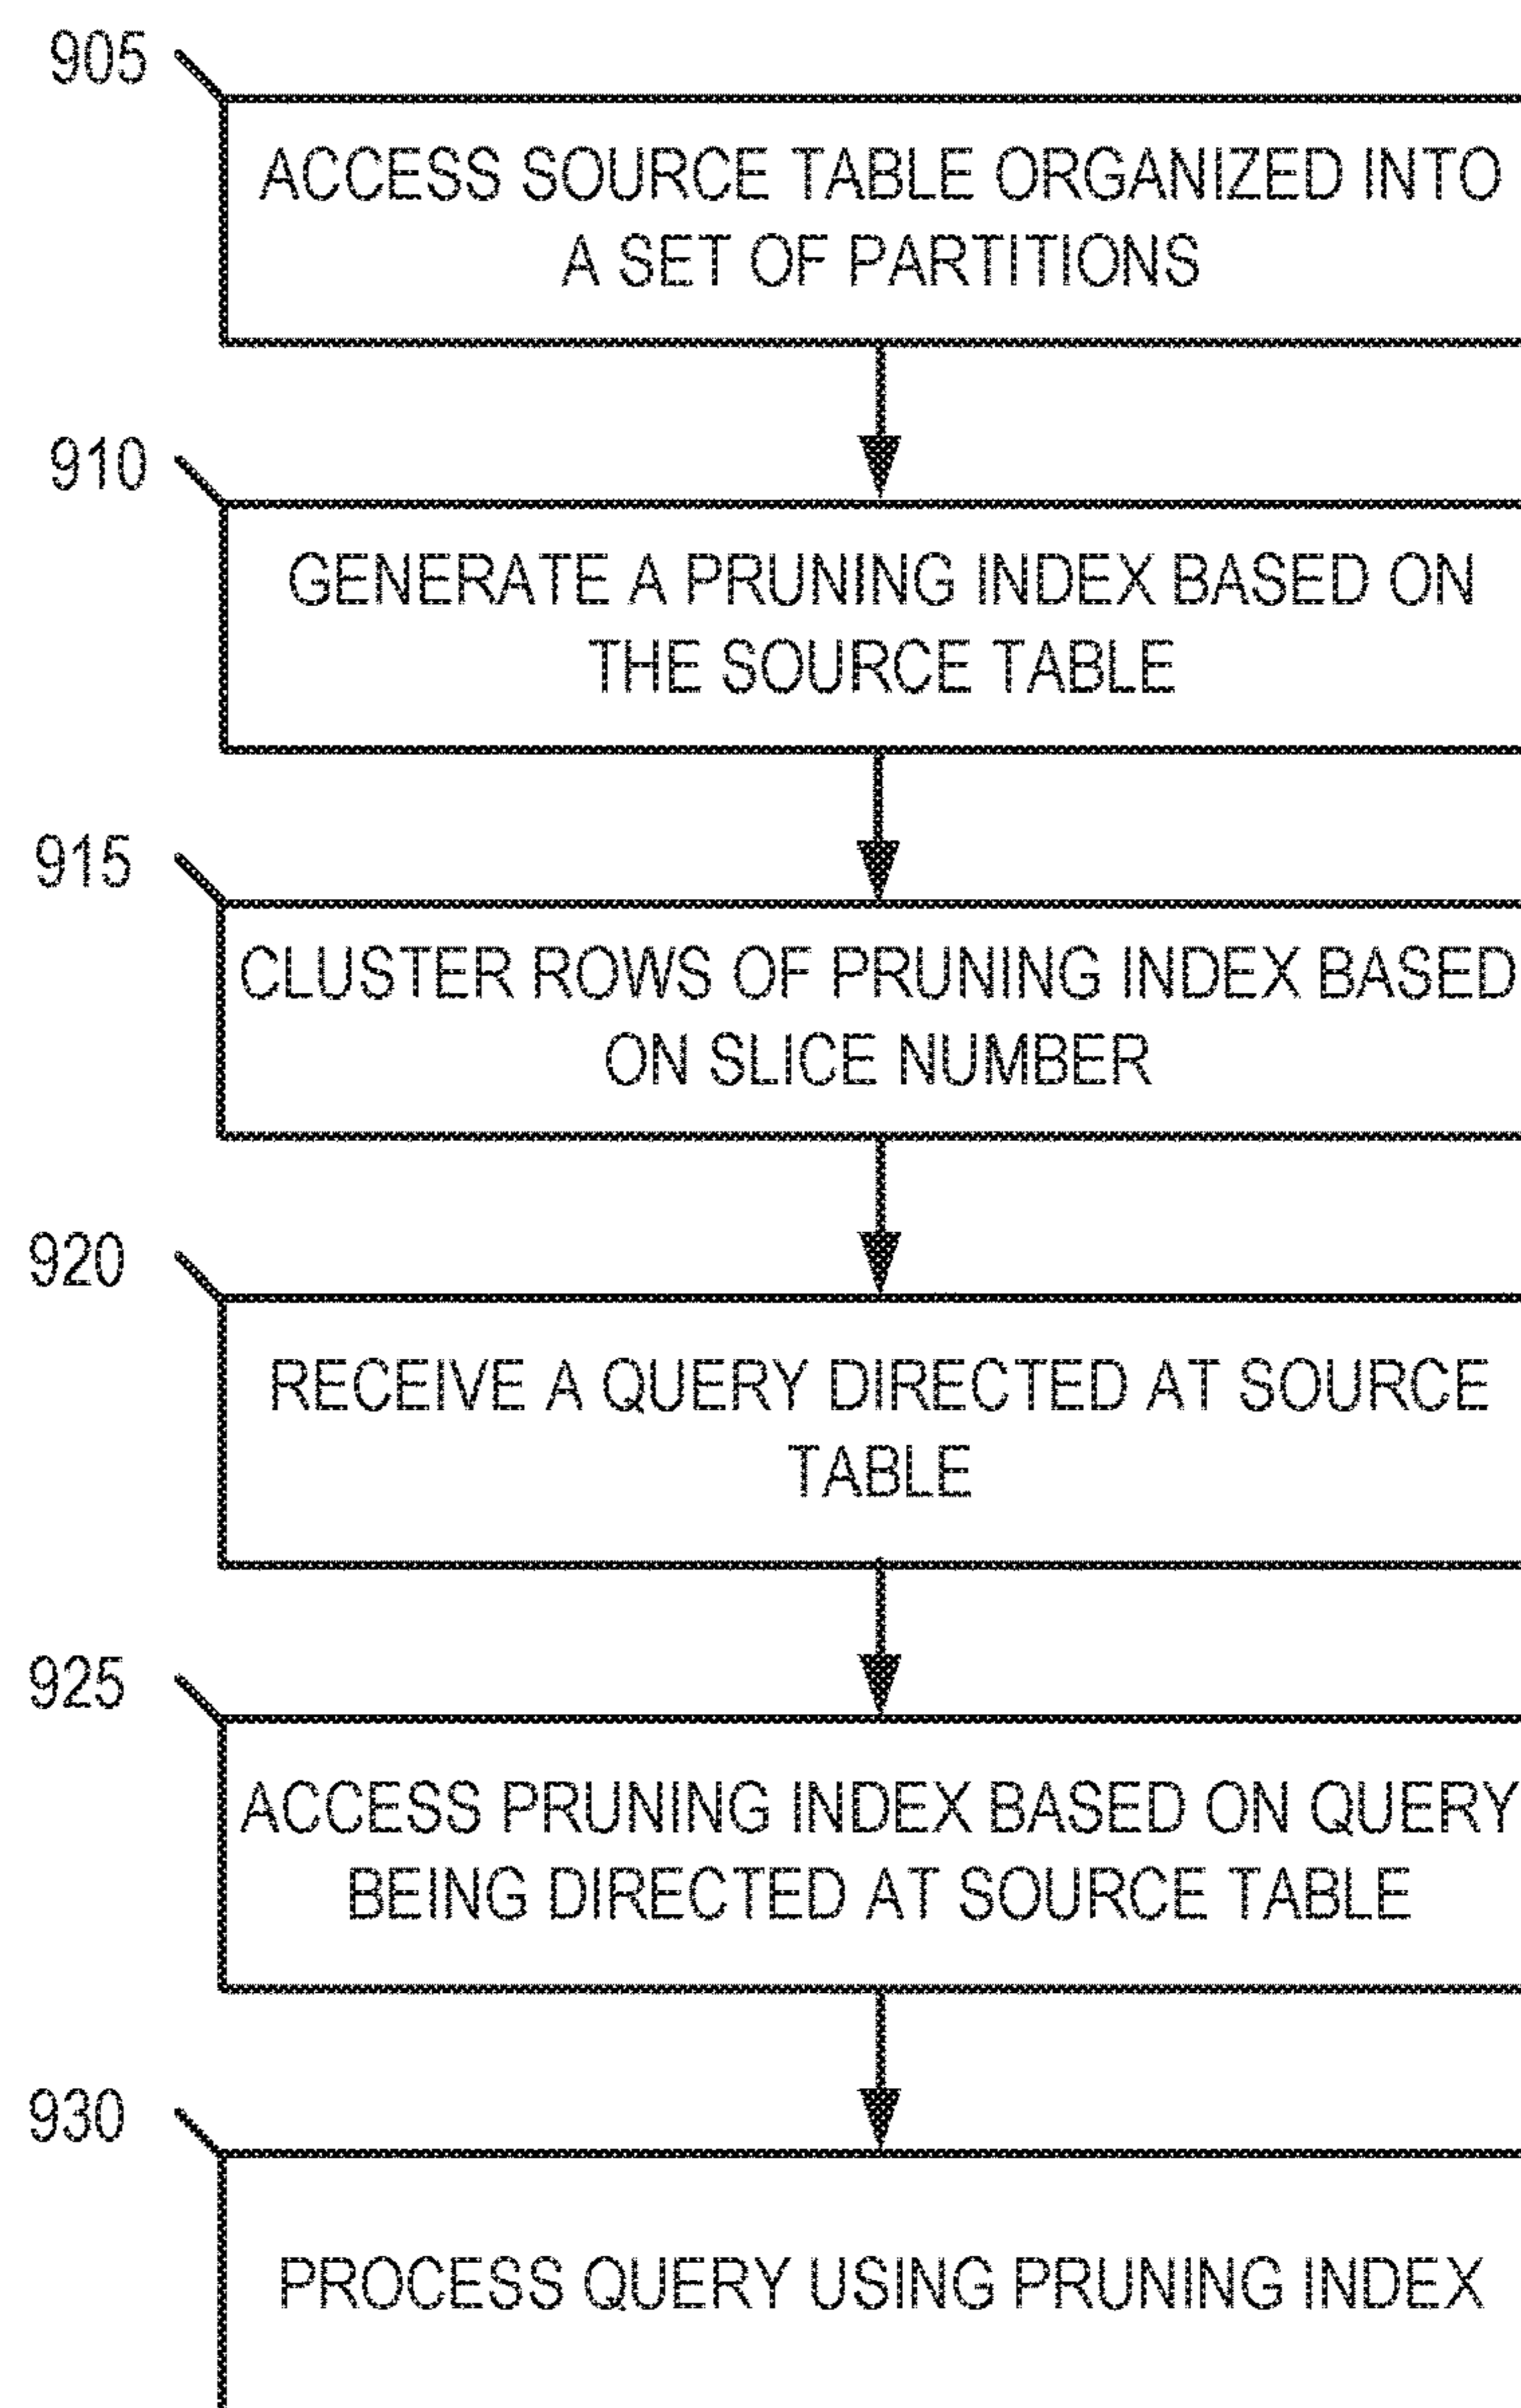 905
ACCESS SOURCE TABLE ORGANIZED INTO
A SET OF PARTITIONS
910
GENERATE A PRUNING INDEX BASED ON
THE SOURCE TABLE
915
CLUSTER ROWS OF PRUNING INDEX BASED
ON SLICE NUMBER
920
RECEIVE A QUERY DIRECTED AT SOURCE
TABLE
925
ACCESS PRUNING INDEX BASED ON QUERY
BEING DIRECTED AT SOURCE TABLE
930
PROCESS QUERY USING PRUNING INDEX